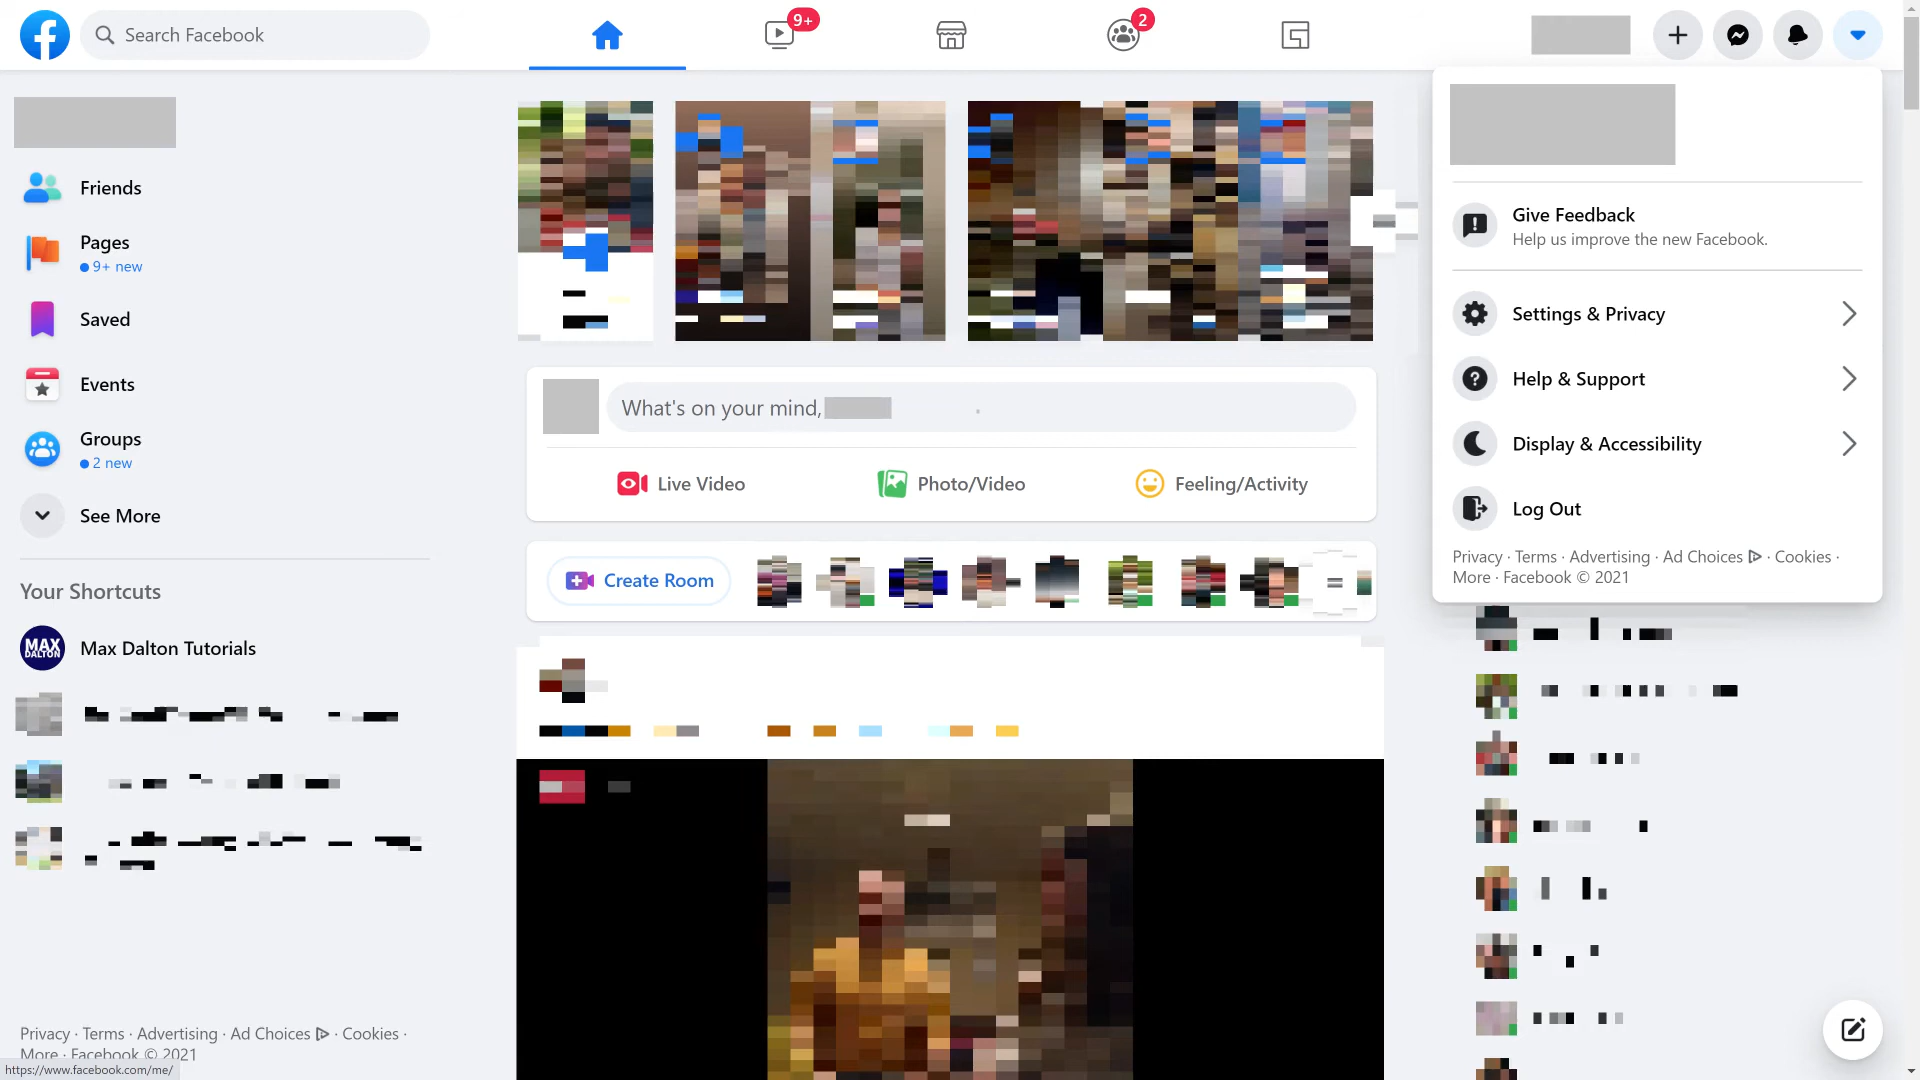 Search Facebook
9+
2
Friends
Pages
9+ new
Saved
Events
Groups
2 new
See More
Your Shortcuts
MAX
DALTON
Max Dalton Tutorials
Privacy · Terms · Advertising · Ad Choices · Cookies ·
More · Facebook © 2021
https://www.facebook.com/me/
What's on your mind,
Live Video
Photo/Video
Feeling/Activity
Create Room
Give Feedback
Help us improve the new Facebook.
Settings & Privacy
Help & Support
Display & Accessibility
Log Out
Privacy · Terms · Advertising · Ad Choices · Cookies ·
More · Facebook © 2021